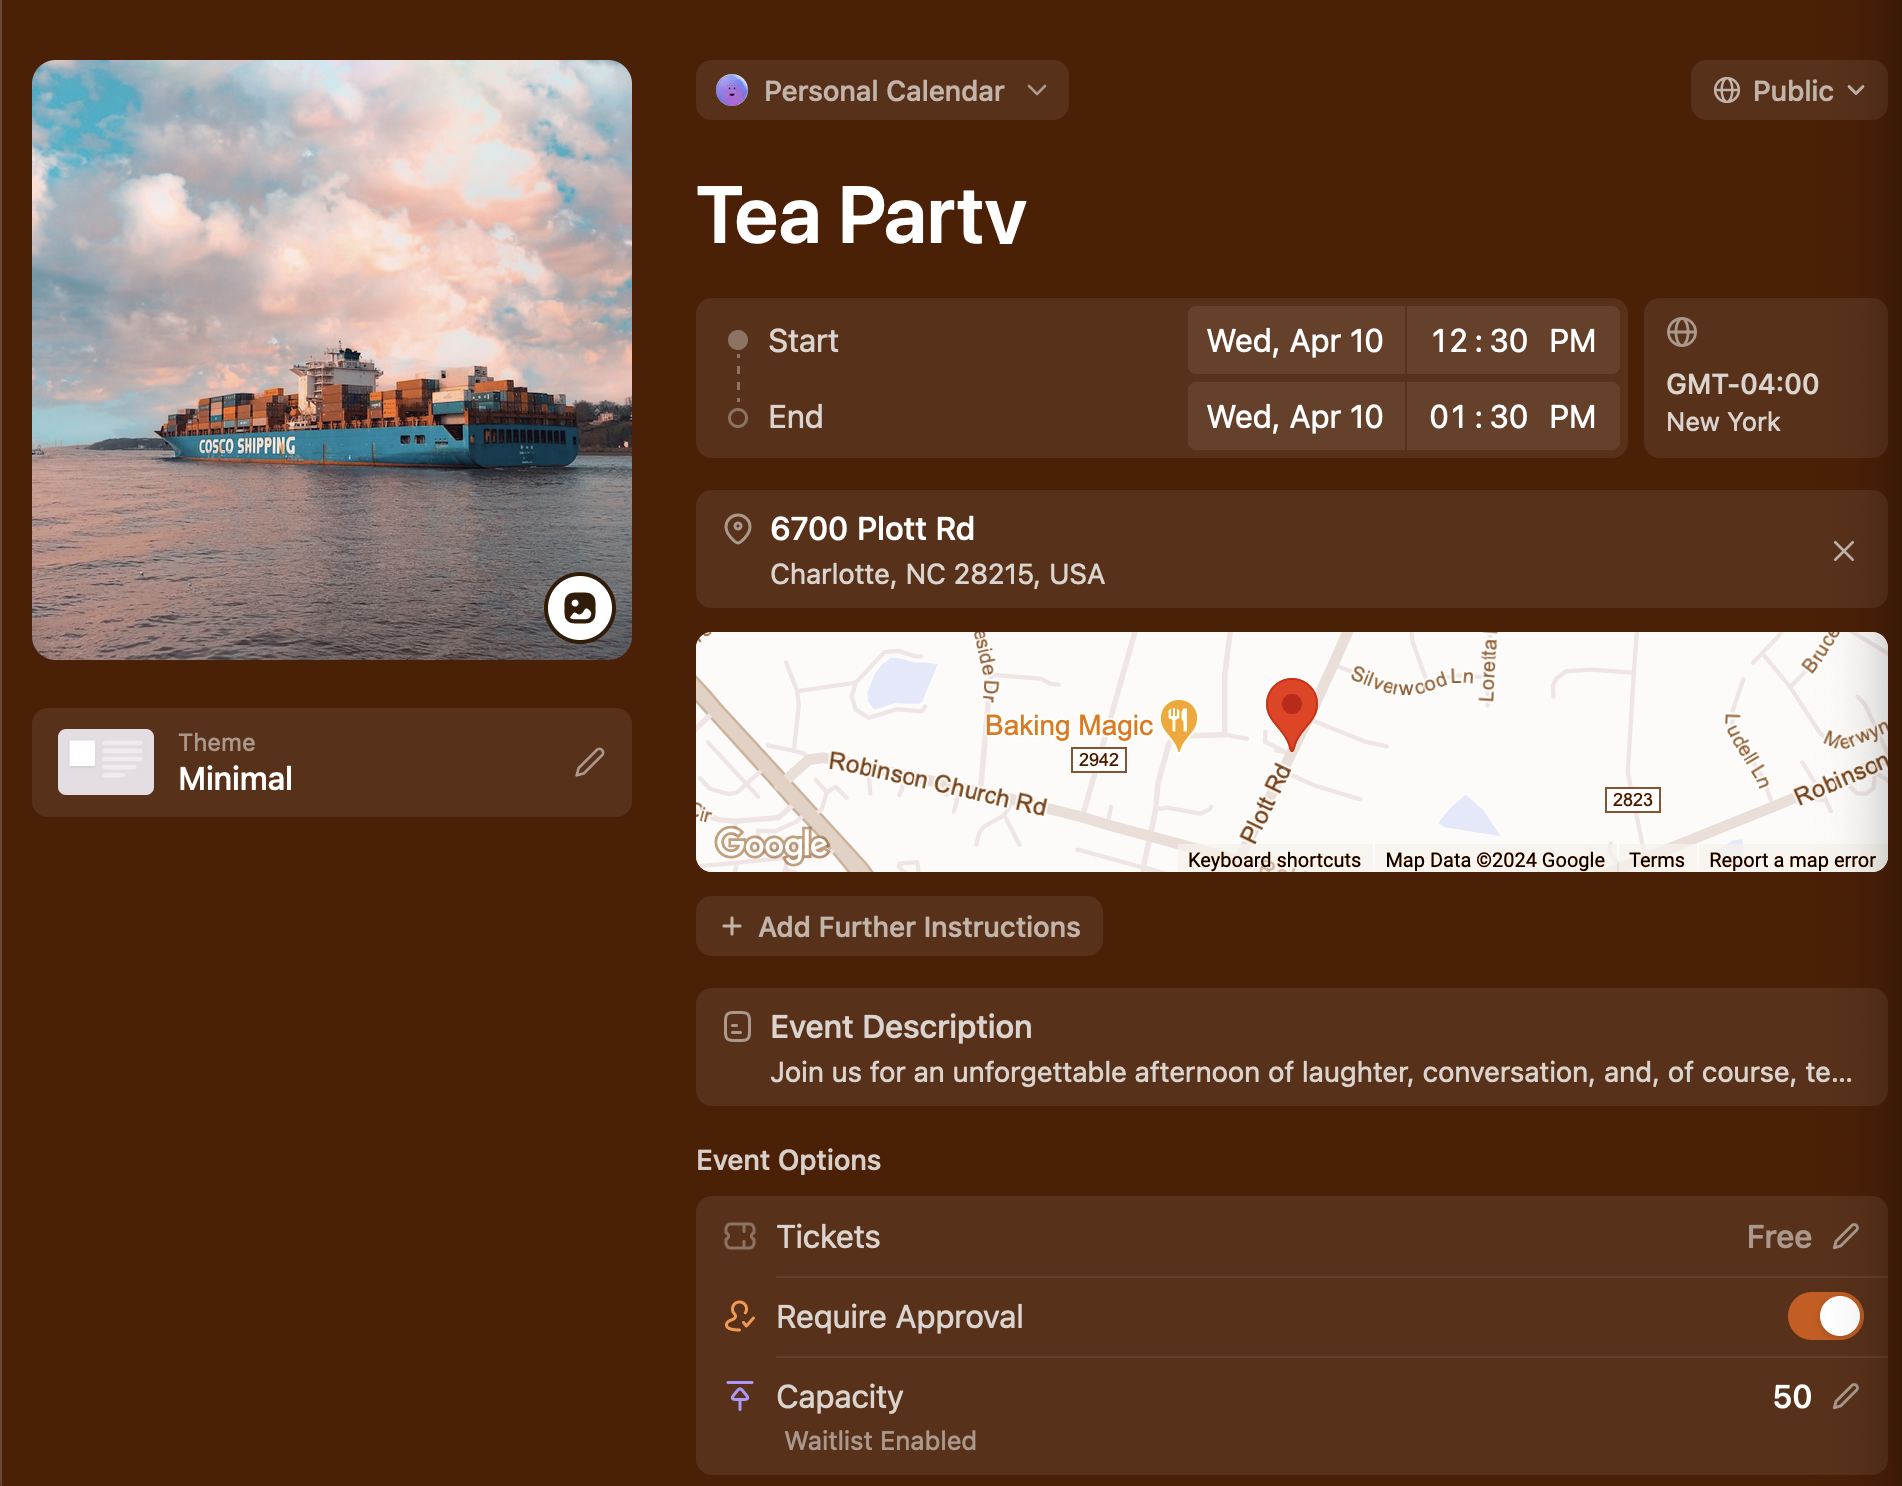 Personal Calendar
Public
Tea Party
Start
Wed, Apr 10
12:30 PM
End
Wed, Apr 10
01:30 PM
GMT-04:00
New York
6700 Plott Rd
Charlotte, NC 28215, USA
COSCO SHIPPING
Theme
Minimal
eside Dr
Silverwood Ln
Loretta
Bruce
Baking Magic
2942
Robinson Church Rd
Plott Rd
Ludell Ln
Merwyn
Robinson
2823
Cir
Google
Keyboard shortcuts
Map Data ©2024 Google
Terms
Report a map error
+ Add Further Instructions
Event Description
Join us for an unforgettable afternoon of laughter, conversation, and, of course, te...
Event Options
Tickets
Free
Require Approval
Capacity
50
Waitlist Enabled